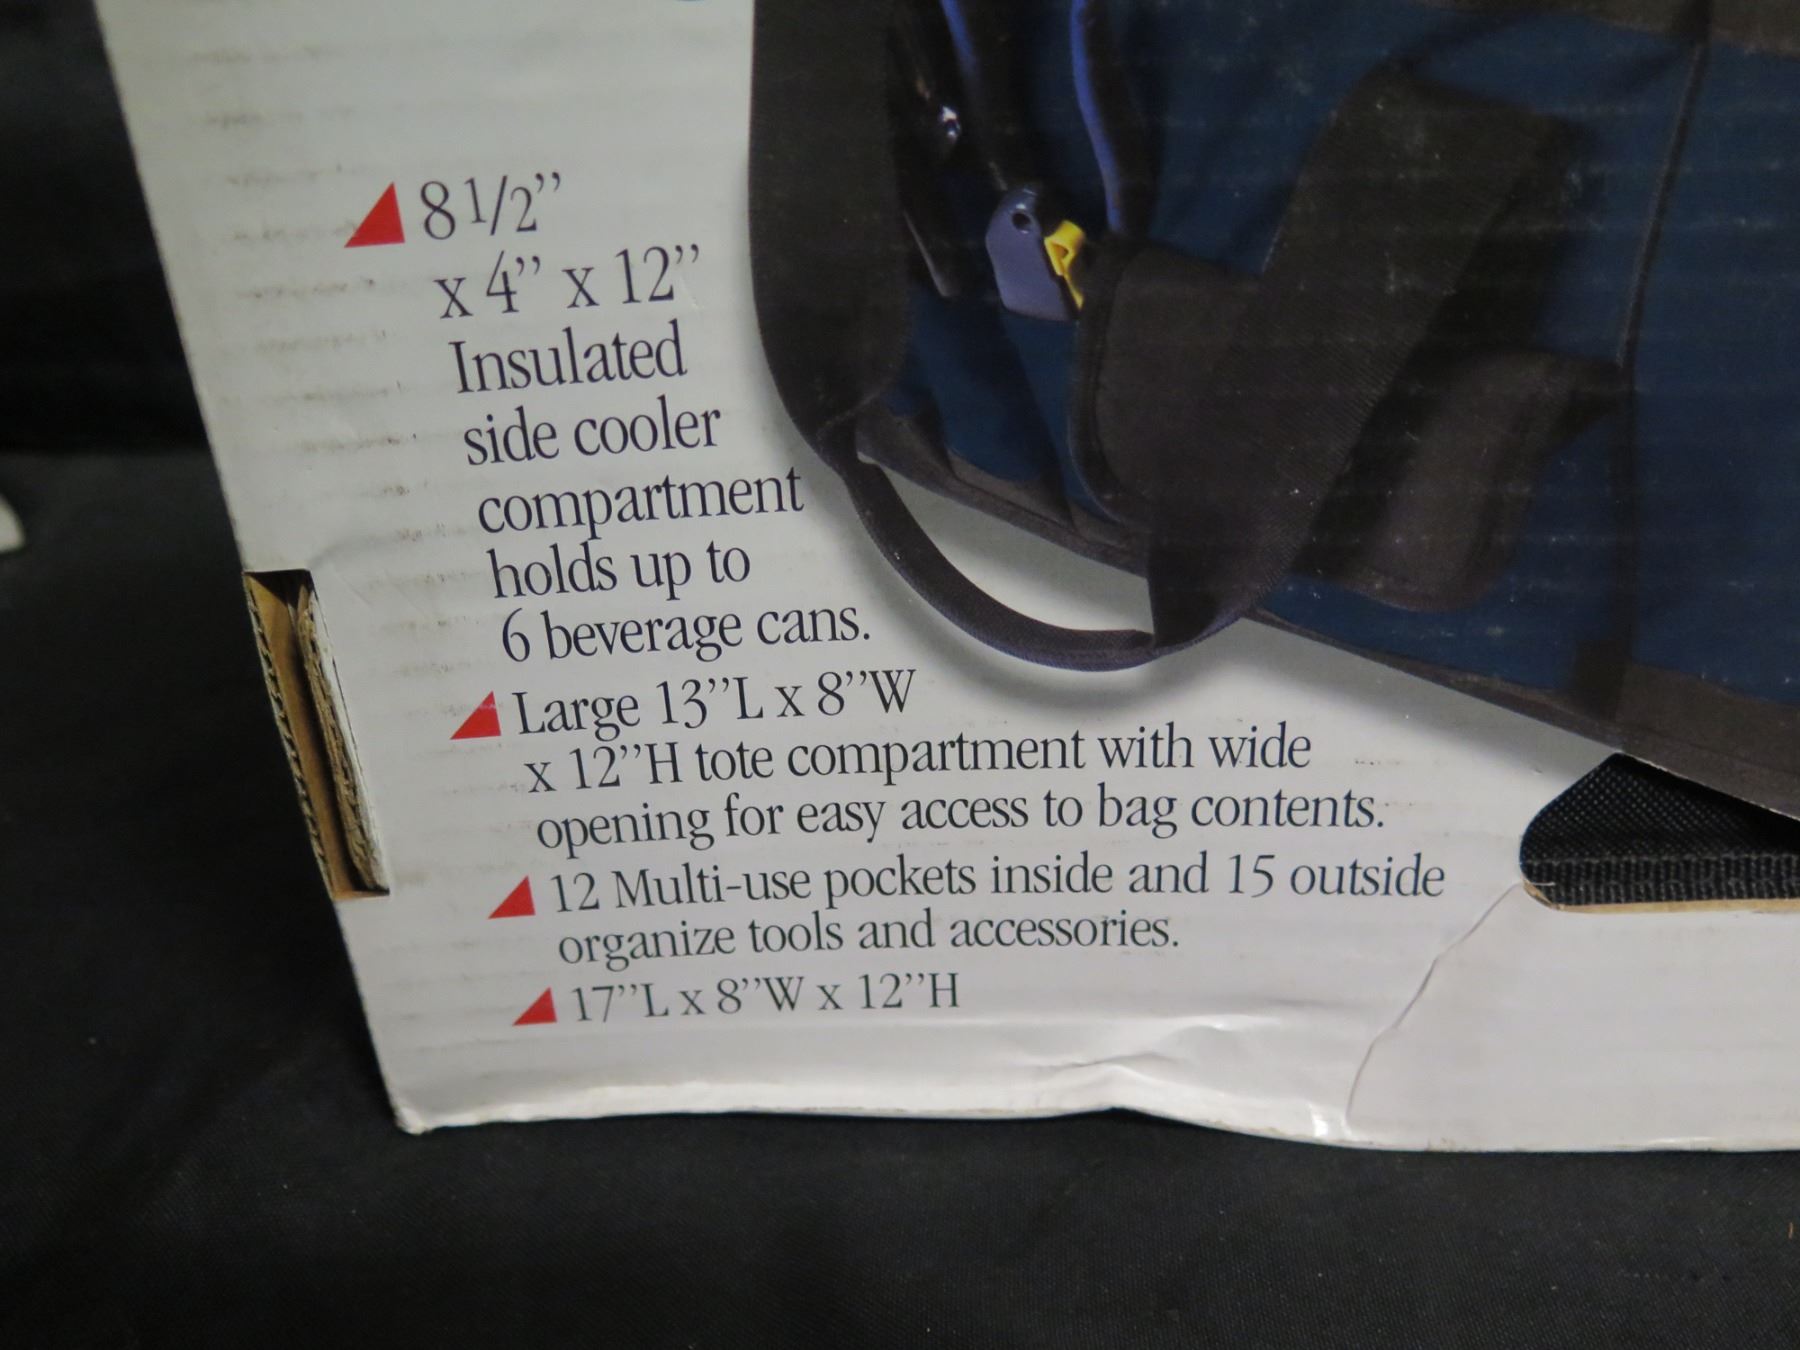 8 1/2”
x 4” x 12”
Insulated
side cooler
compartment
holds up to
6 beverage cans.
Large 13”L x 8”W
x 12”H tote compartment with wide
opening for easy access to bag contents.
12 Multi-use pockets inside and 15 outside
organize tools and accessories.
17”L x 8”W x 12”H